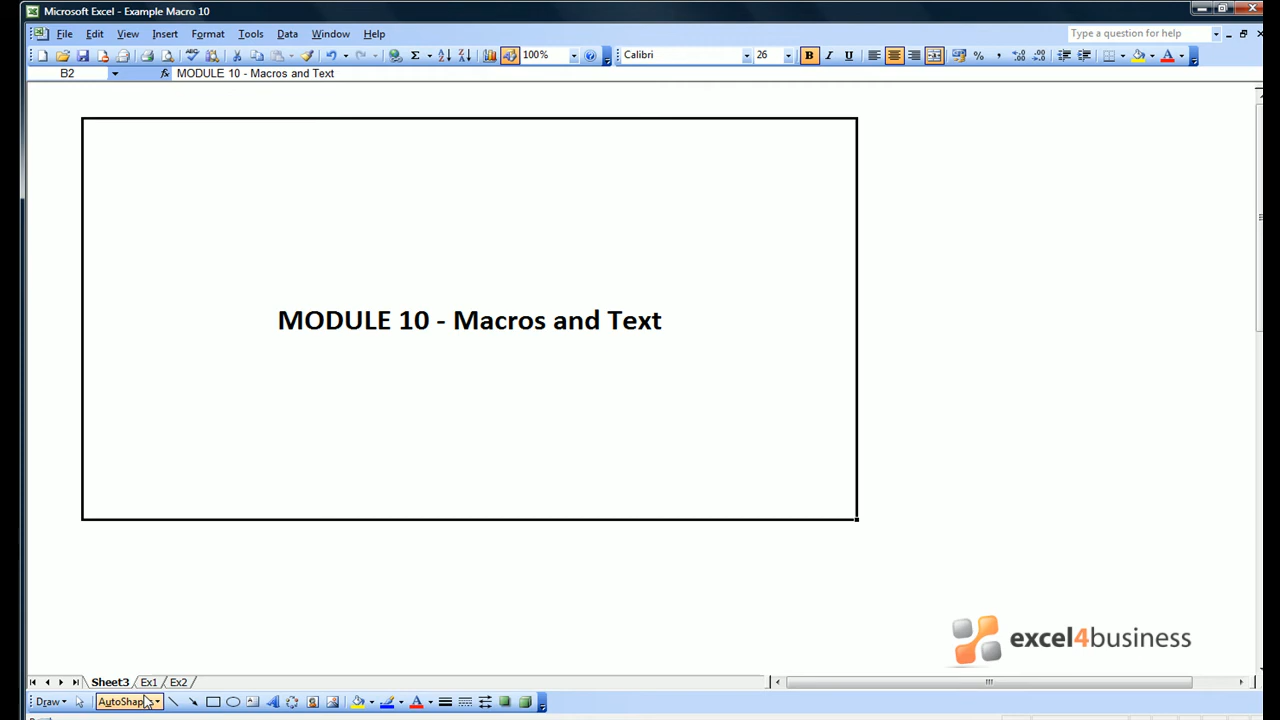 Microsoft Excel - Example Macro 10
File Edit View Insert Format Tools Data Window Help
Type a question for help
100%
Calibri
26
B I U
%
B2
fx
MODULE 10 - Macros and Text
MODULE 10 - Macros and Text
excel4business
Sheet3 Ex1 Ex2
Draw